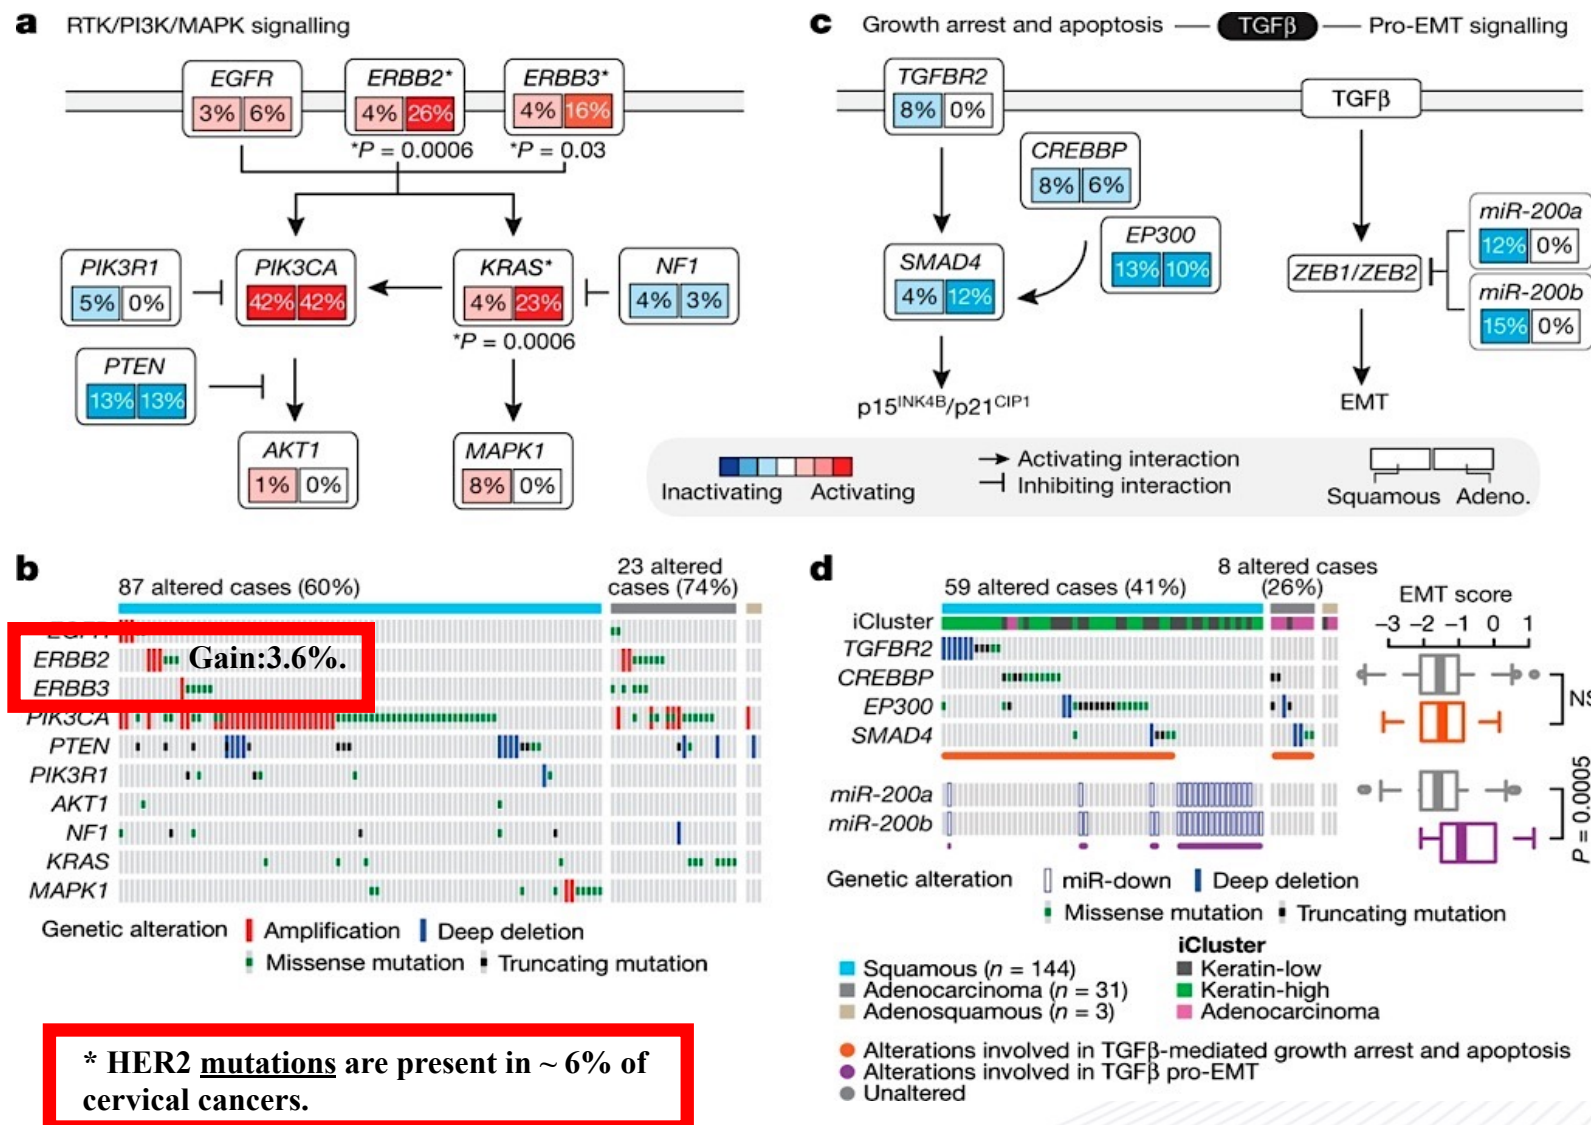 a RTK/PI3K/MAPK signalling
EGFR
3% 6%
ERBB2*
4% 26%
*P = 0.0006
ERBB3*
4% 16%
*P = 0.03
PIK3R1
5% 0%
PIK3CA
42% 42%
KRAS*
4% 23%
*P = 0.0006
NF1
4% 3%
PTEN
13% 13%
AKT1
1% 0%
MAPK1
8% 0%
c Growth arrest and apoptosis TGFβ Pro-EMT signalling
TGFBR2
8% 0%
TGFβ
CREBBP
8% 6%
EP300
13% 10%
SMAD4
4% 12%
miR-200a
12% 0%
ZEB1/ZEB2
miR-200b
15% 0%
p15INK4B/p21CIP1
EMT
Inactivating Activating
Activating interaction
Inhibiting interaction
Squamous Adeno.
b
87 altered cases (60%)
23 altered
cases (74%)
ERBB2
Gain:3.6%.
ERBB3
PIK3CA
PTEN
PIK3R1
AKT1
NF1
KRAS
MAPK1
Genetic alteration Amplification Deep deletion
Missense mutation Truncating mutation
* HER2 mutations are present in ~ 6% of
cervical cancers.
d
59 altered cases (41%)
8 altered cases
(26%)
EMT score
−3 −2 −1 0 1
iCluster
TGFBR2
CREBBP
EP300
SMAD4
NS
miR-200a
miR-200b
P = 0.0005
Genetic alteration miR-down Deep deletion
Missense mutation Truncating mutation
Squamous (n = 144)
Adenocarcinoma (n = 31)
Adenosquamous (n = 3)
iCluster
Keratin-low
Keratin-high
Adenocarcinoma
Alterations involved in TGFβ-mediated growth arrest and apoptosis
Alterations involved in TGFβ pro-EMT
Unaltered